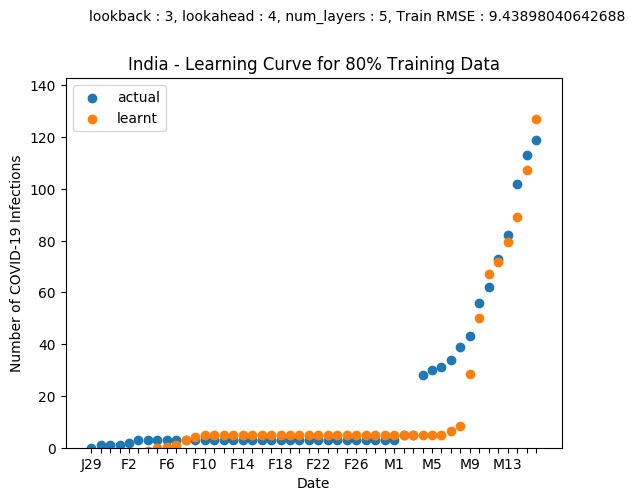 lookback : 3, lookahead : 4, num_layers : 5, Train RMSE : 9.43898040642688
India - Learning Curve for 80% Training Data
actual
learnt
Number of COVID-19 Infections
140
120
100
80
60
40
20
0
J29 F2 F6 F10 F14 F18 F22 F26 M1 M5 M9 M13
Date